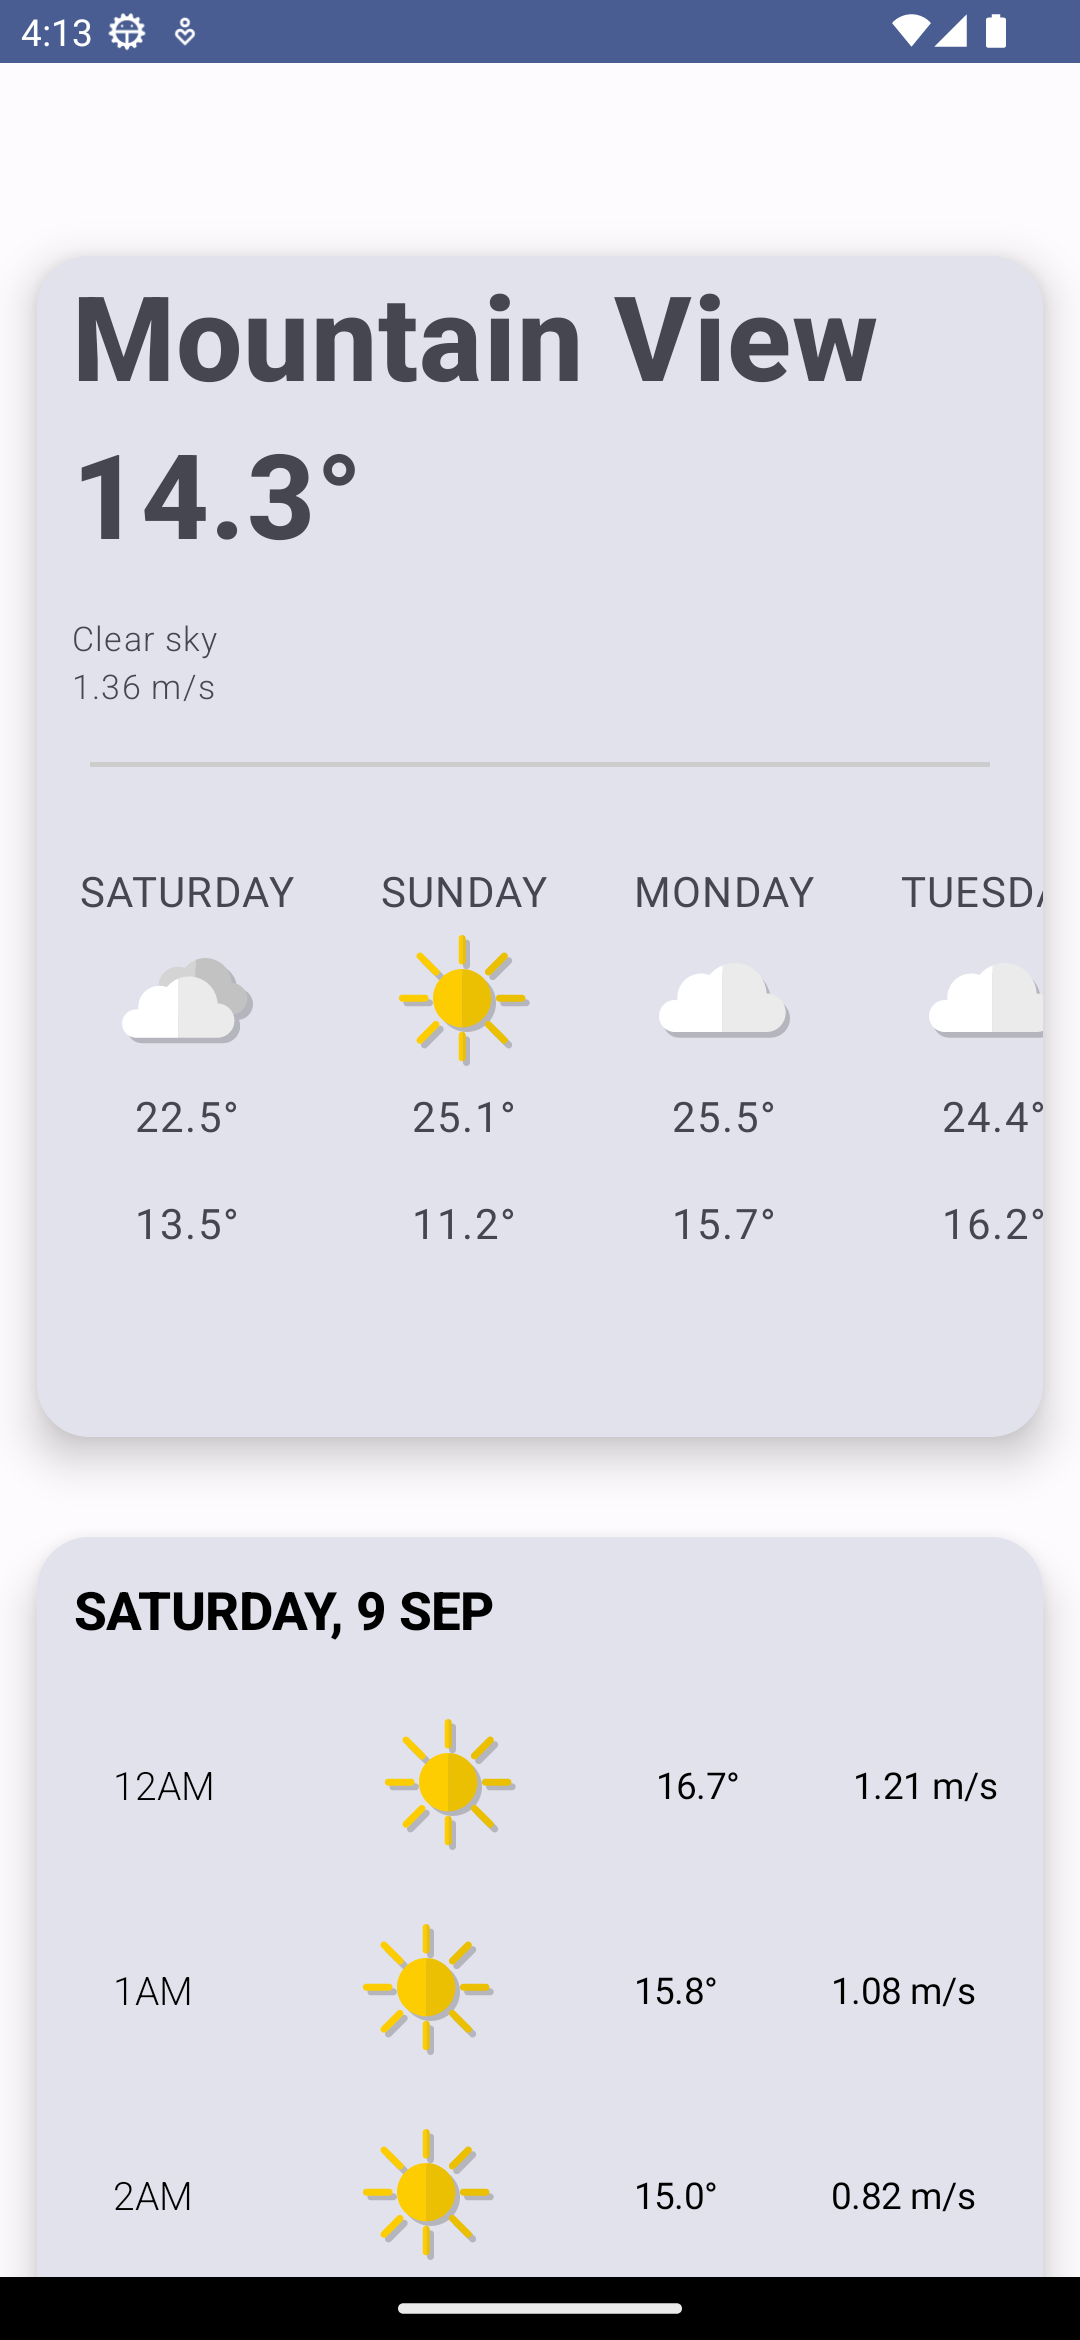 4:13
Mountain View
14.3°
Clear sky
1.36 m/s
SATURDAY SUNDAY MONDAY TUESDA
22.5° 25.1° 25.5° 24.4°
13.5° 11.2° 15.7° 16.2°
SATURDAY, 9 SEP
12AM 16.7° 1.21 m/s
1AM 15.8° 1.08 m/s
2AM 15.0° 0.82 m/s